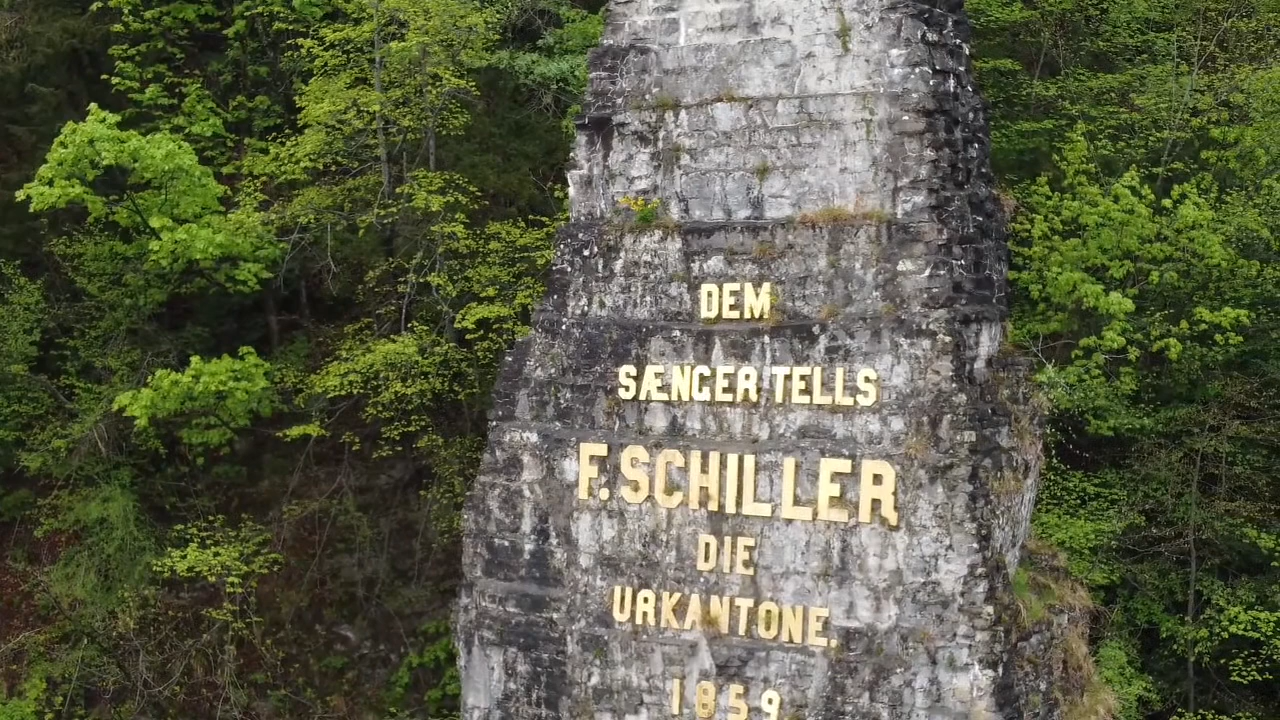 DEM
SÆNGER TELLS
F. SCHILLER
DIE
URKANTONE.
1859